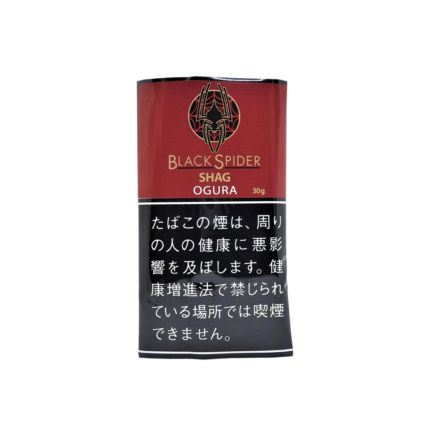 BLACK SPIDER
SHAG
OGURA 30g
たばこの煙は、周り
の人の健康に悪影
響を及ぼします。健
康増進法で禁じられ
ている場所では喫煙
できません。